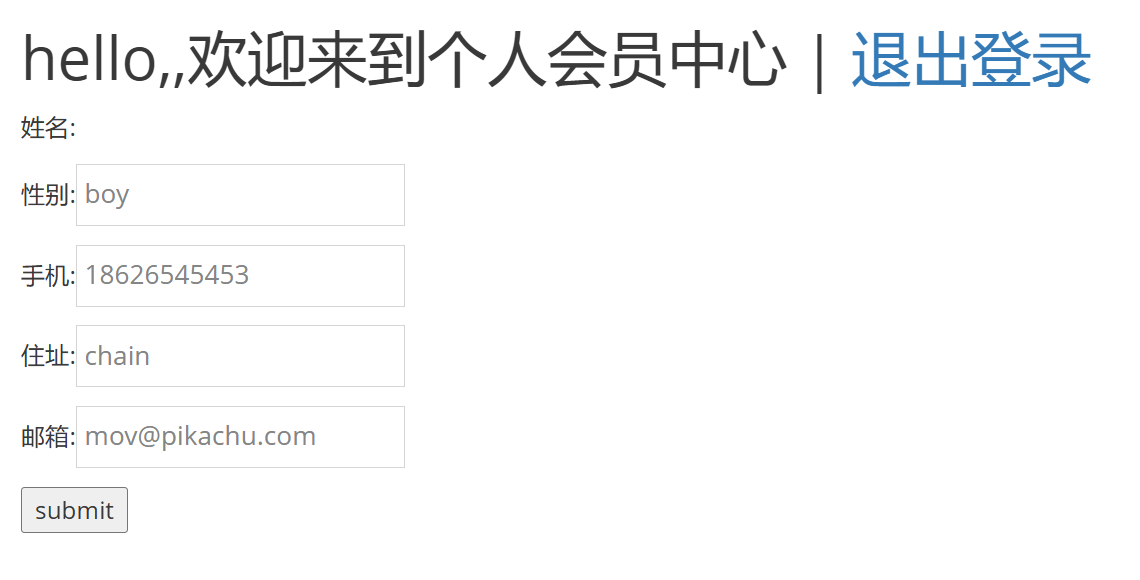 hello,,欢迎来到个人会员中心 | 退出登录
姓名:
性别: boy
手机: 18626545453
住址: chain
邮箱: mov@pikachu.com
submit